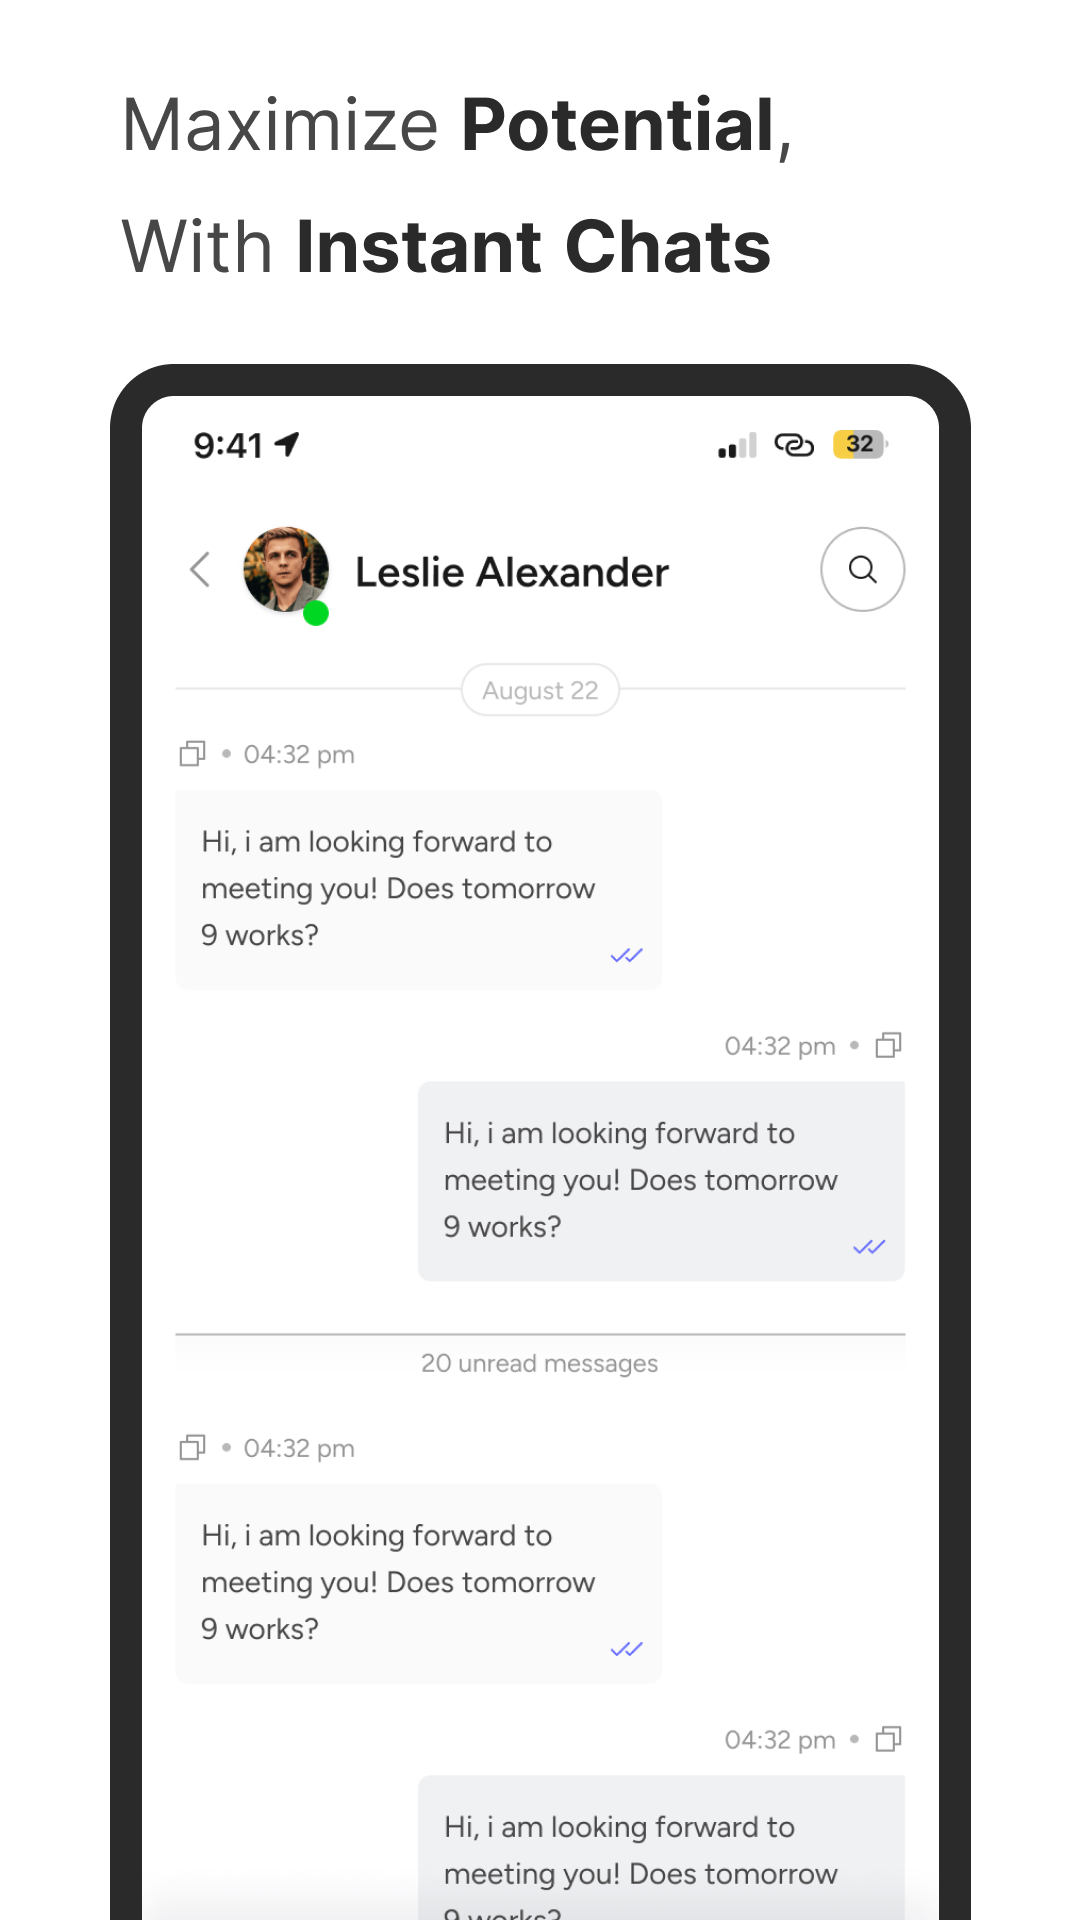 Maximize Potential,
With Instant Chats
9:41
32
Leslie Alexander
August 22
04:32 pm
Hi, i am looking forward to
meeting you! Does tomorrow
9 works?
04:32 pm
Hi, i am looking forward to
meeting you! Does tomorrow
9 works?
20 unread messages
04:32 pm
Hi, i am looking forward to
meeting you! Does tomorrow
9 works?
04:32 pm
Hi, i am looking forward to
meeting you! Does tomorrow
9 works?